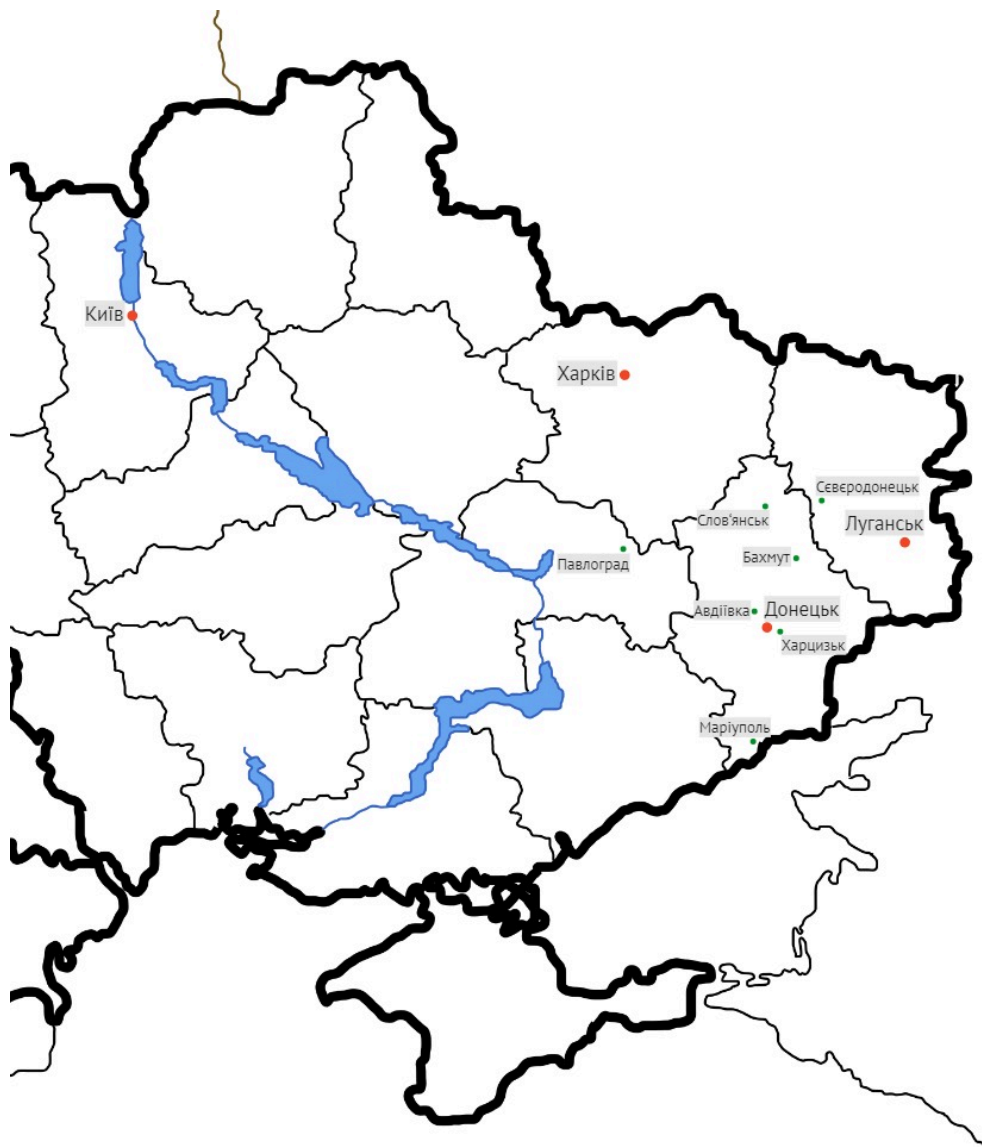 Київ
Харків
Сєвєродонецьк
Слов'янськ
Луганськ
Бахмут
Павлоград
Авдіївка
Донецьк
Харцизьк
Маріуполь